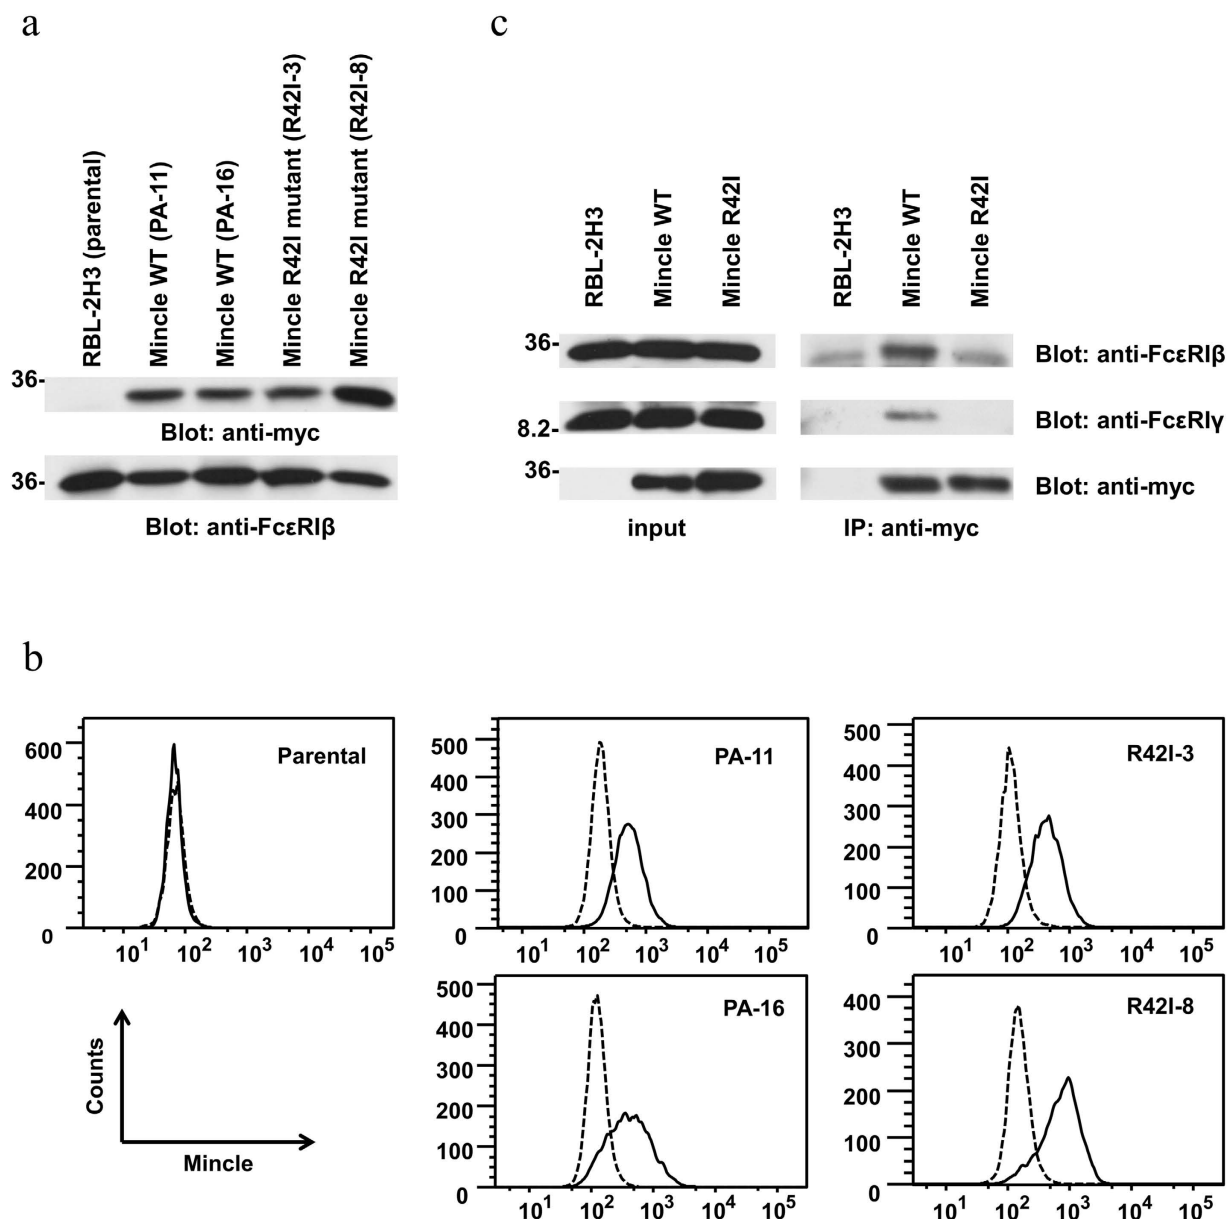 a
RBL-2H3 (parental)
Mincle WT (PA-11)
Mincle WT (PA-16)
Mincle R42I mutant (R42I-3)
Mincle R42I mutant (R42I-8)
36-
Blot: anti-myc
36-
Blot: anti-FcεRIβ
c
RBL-2H3
Mincle WT
Mincle R42I
RBL-2H3
Mincle WT
Mincle R42I
36-
Blot: anti-FcεRIβ
8.2-
Blot: anti-FcεRIγ
36-
Blot: anti-myc
input
IP: anti-myc
b
Parental
600
400
200
0
10¹ 10² 10³ 10⁴ 10⁵
PA-11
500
400
300
200
100
0
10¹ 10² 10³ 10⁴ 10⁵
R42I-3
500
400
300
200
100
0
10¹ 10² 10³ 10⁴ 10⁵
Counts
Mincle
PA-16
500
400
300
200
100
0
10¹ 10² 10³ 10⁴ 10⁵
R42I-8
400
300
200
100
0
10¹ 10² 10³ 10⁴ 10⁵